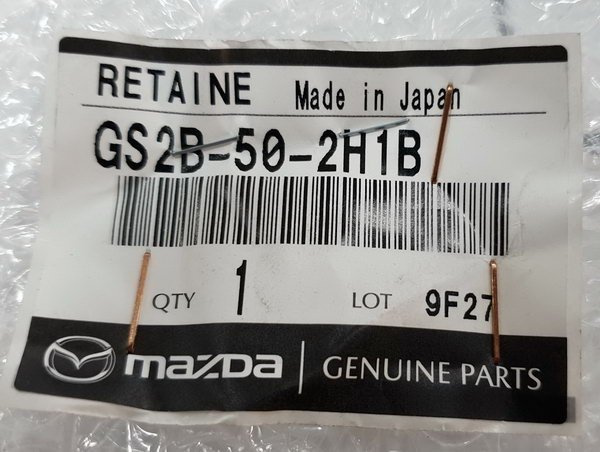 RETAINE Made in Japan
GS2B-50-2H1B
QTY 1 LOT 9F27
mazda GENUINE PARTS